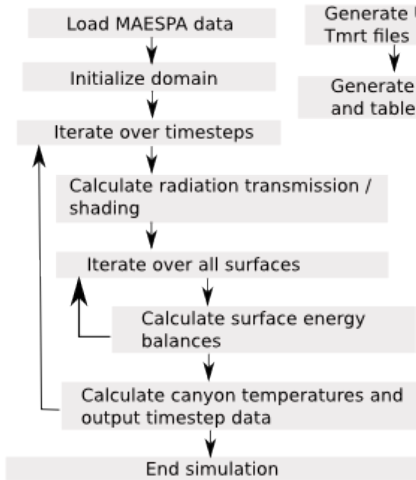 Load MAESPA data
Initialize domain
Iterate over timesteps
Calculate radiation transmission /
shading
Iterate over all surfaces
Calculate surface energy
balances
Calculate canyon temperatures and
output timestep data
End simulation
Generate
Tmrt files
Generate
and table